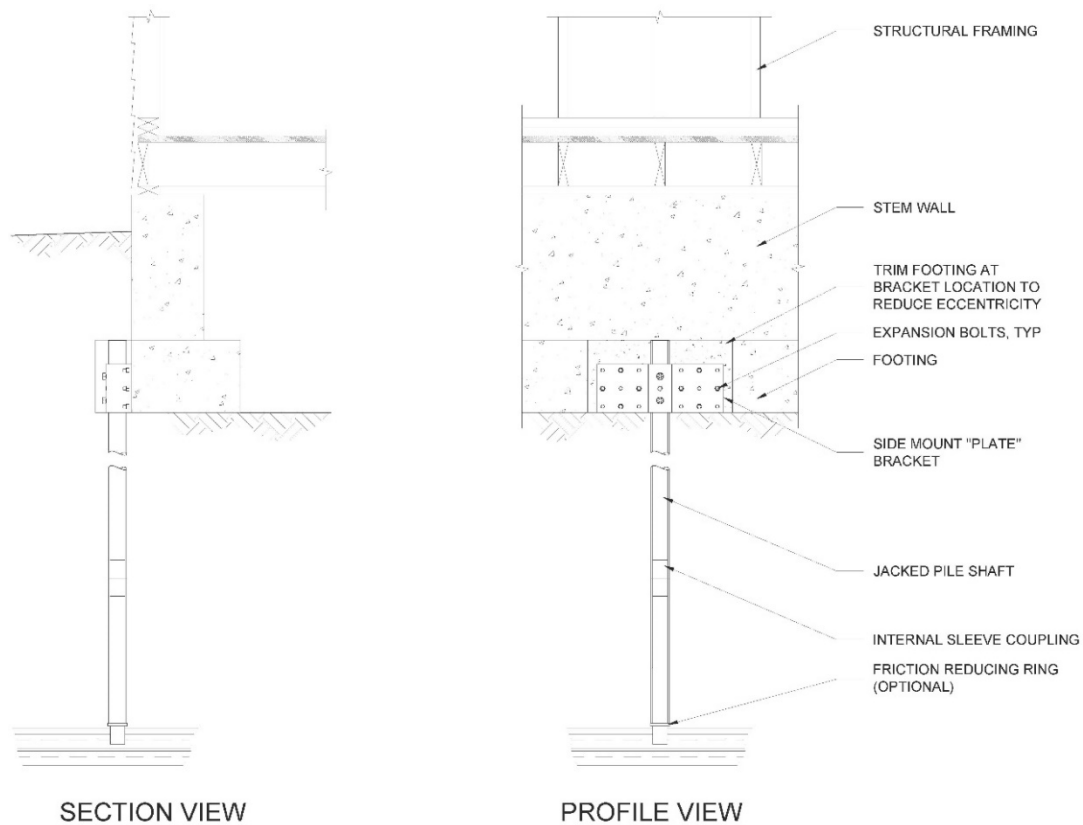 STRUCTURAL FRAMING
STEM WALL
TRIM FOOTING AT
BRACKET LOCATION TO
REDUCE ECCENTRICITY
EXPANSION BOLTS, TYP
FOOTING
SIDE MOUNT "PLATE"
BRACKET
JACKED PILE SHAFT
INTERNAL SLEEVE COUPLING
FRICTION REDUCING RING
(OPTIONAL)
SECTION VIEW
PROFILE VIEW